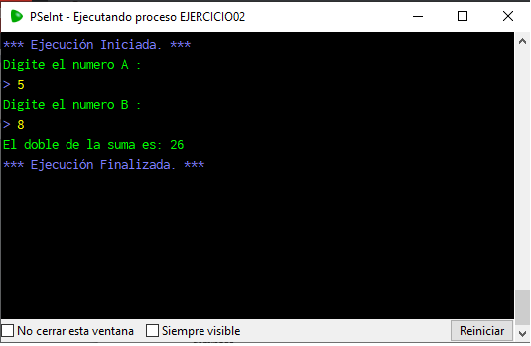 PSeInt - Ejecutando proceso EJERCICIO02
*** Ejecución Iniciada. ***
Digite el numero A :
> 5
Digite el numero B :
> 8
El doble de la suma es: 26
*** Ejecución Finalizada. ***
No cerrar esta ventana Siempre visible Reiniciar